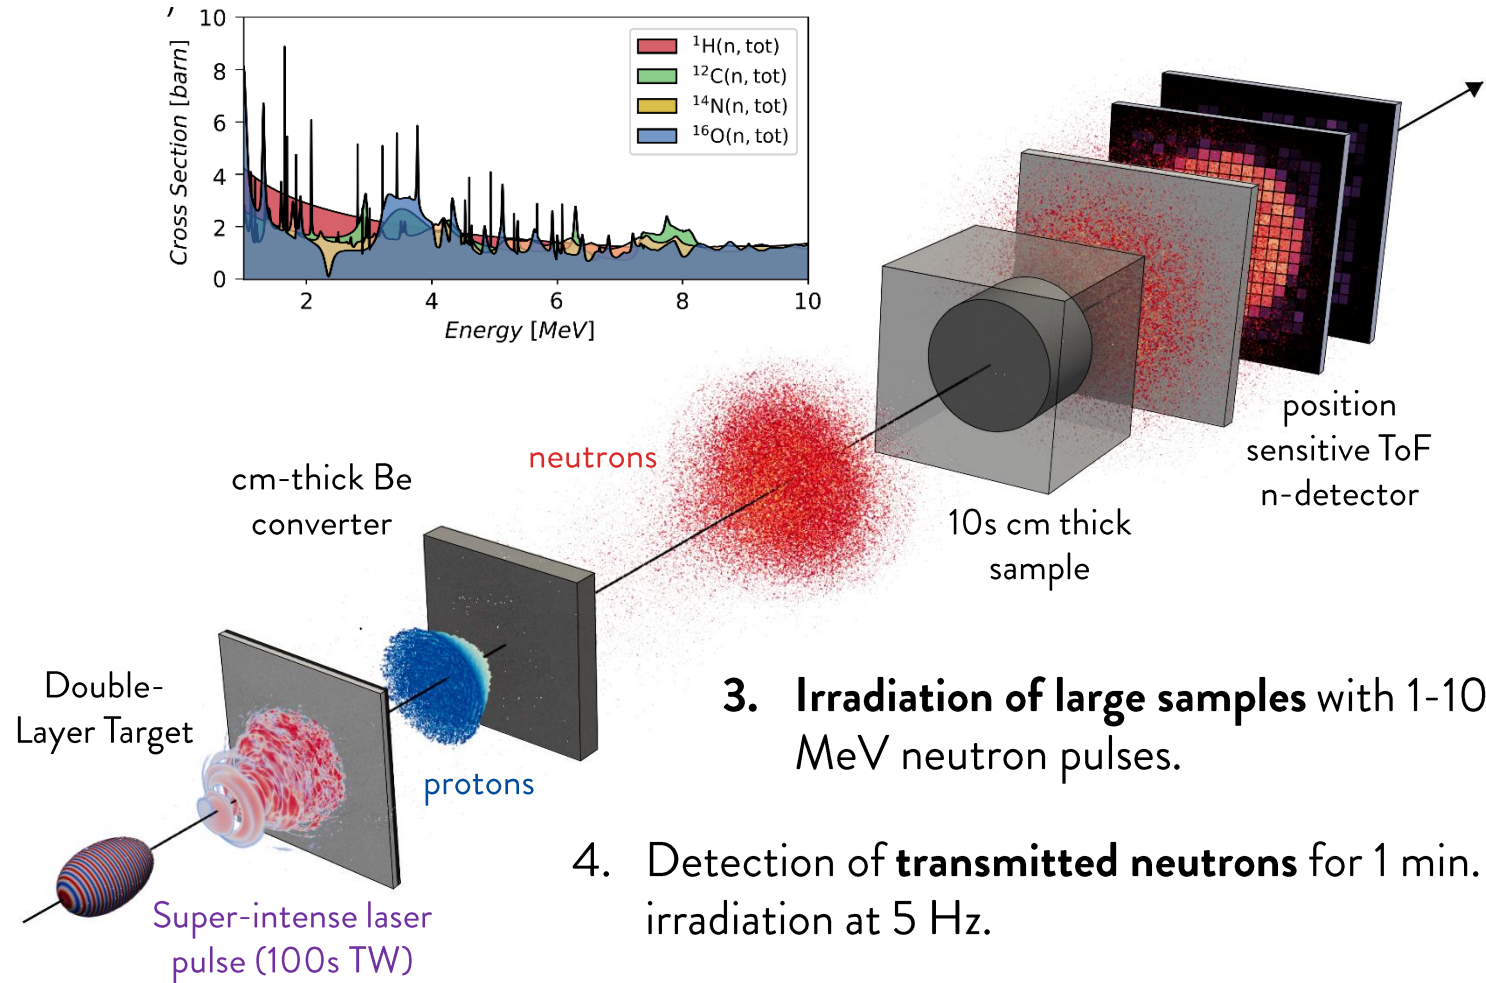 10
8
6
4
2
0
Cross Section [barn]
2
4
6
8
10
Energy [MeV]
¹H(n, tot)
¹²C(n, tot)
¹⁴N(n, tot)
¹⁶O(n, tot)
position
sensitive ToF
n-detector
neutrons
10s cm thick
sample
cm-thick Be
converter
Double-
Layer Target
protons
Super-intense laser
pulse (100s TW)
3. Irradiation of large samples with 1-10
MeV neutron pulses.
4. Detection of transmitted neutrons for 1 min.
irradiation at 5 Hz.